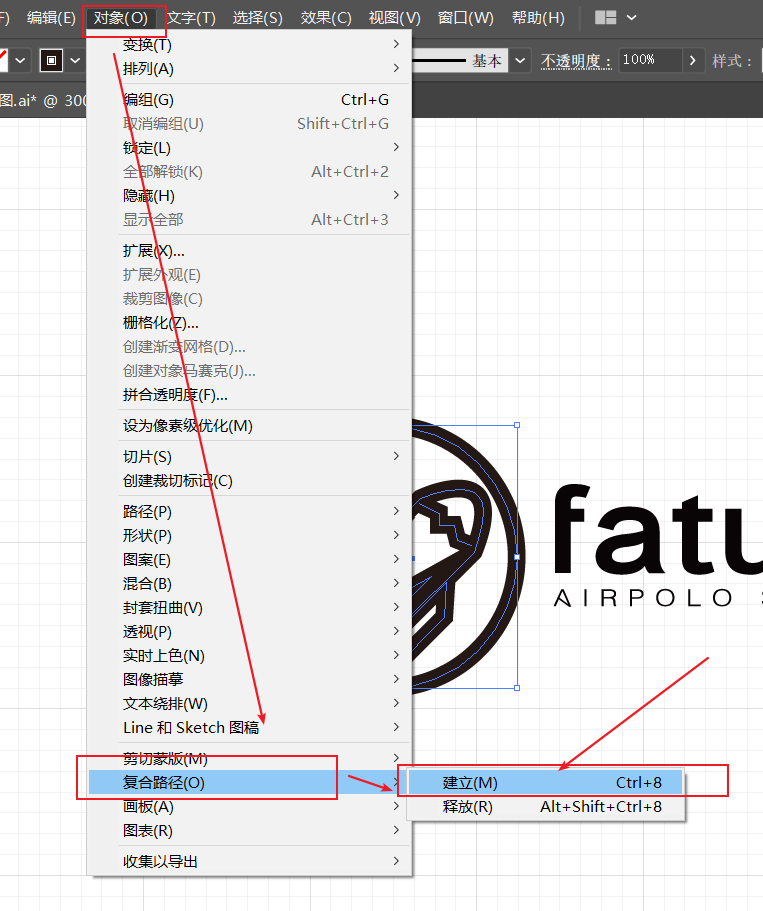 F) 编辑(E) 对象(O) 文字(T) 选择(S) 效果(C) 视图(V) 窗口(W) 帮助(H)
基本 不透明度： 100% 样式：
图.ai* @ 300
变换(T)
排列(A)
编组(G) Ctrl+G
取消编组(U) Shift+Ctrl+G
锁定(L)
全部解锁(K) Alt+Ctrl+2
隐藏(H)
显示全部 Alt+Ctrl+3
扩展(X)...
扩展外观(E)
裁剪图像(C)
栅格化(Z)...
创建渐变网格(D)...
创建对象马赛克(J)...
拼合透明度(F)...
设为像素级优化(M)
切片(S)
创建裁切标记(C)
路径(P)
形状(P)
图案(E)
混合(B)
封套扭曲(V)
透视(P)
实时上色(N)
图像描摹
文本绕排(W)
Line 和 Sketch 图稿
剪切蒙版(M)
复合路径(O)
建立(M) Ctrl+8
画板(A)
释放(R) Alt+Shift+Ctrl+8
图表(R)
收集以导出
fatu
AIRPOLO